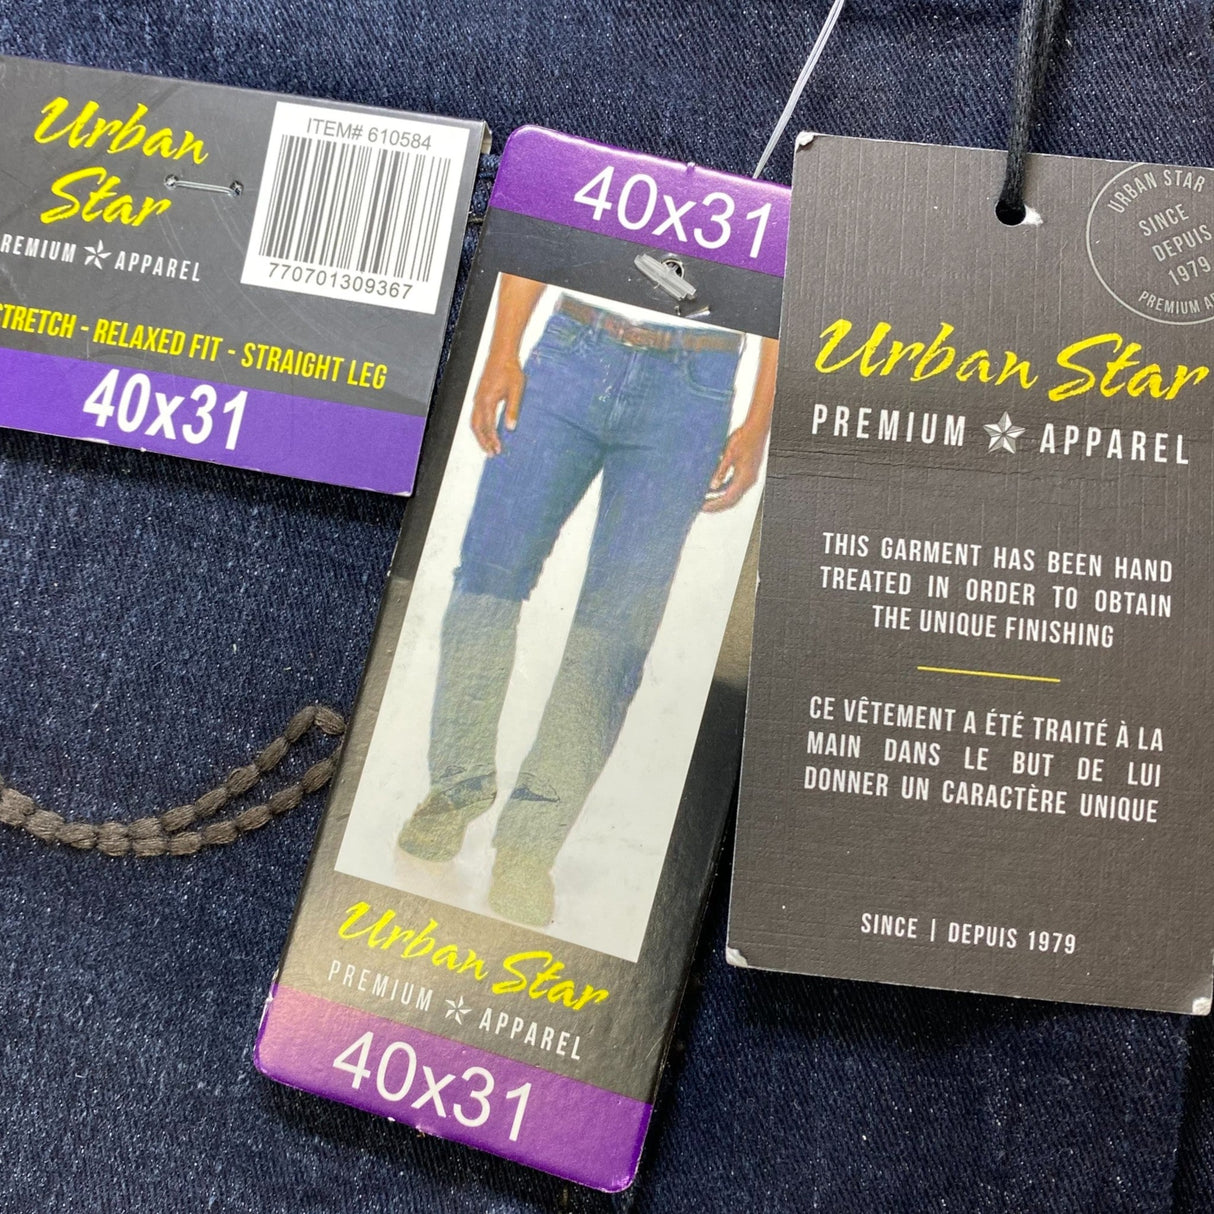 Urban
Star
REMIUM APPAREL
ITEM# 610584
770701309367
STRETCH - RELAXED FIT - STRAIGHT LEG
40x31
40x31
Urban Star
PREMIUM APPAREL
40x31
URBAN STAR
SINCE
DEPUIS
1979
PREMIUM AP
Urban Star
PREMIUM APPAREL
THIS GARMENT HAS BEEN HAND
TREATED IN ORDER TO OBTAIN
THE UNIQUE FINISHING
CE VÊTEMENT A ÉTÉ TRAITÉ À LA
MAIN DANS LE BUT DE LUI
DONNER UN CARACTÈRE UNIQUE
SINCE | DEPUIS 1979